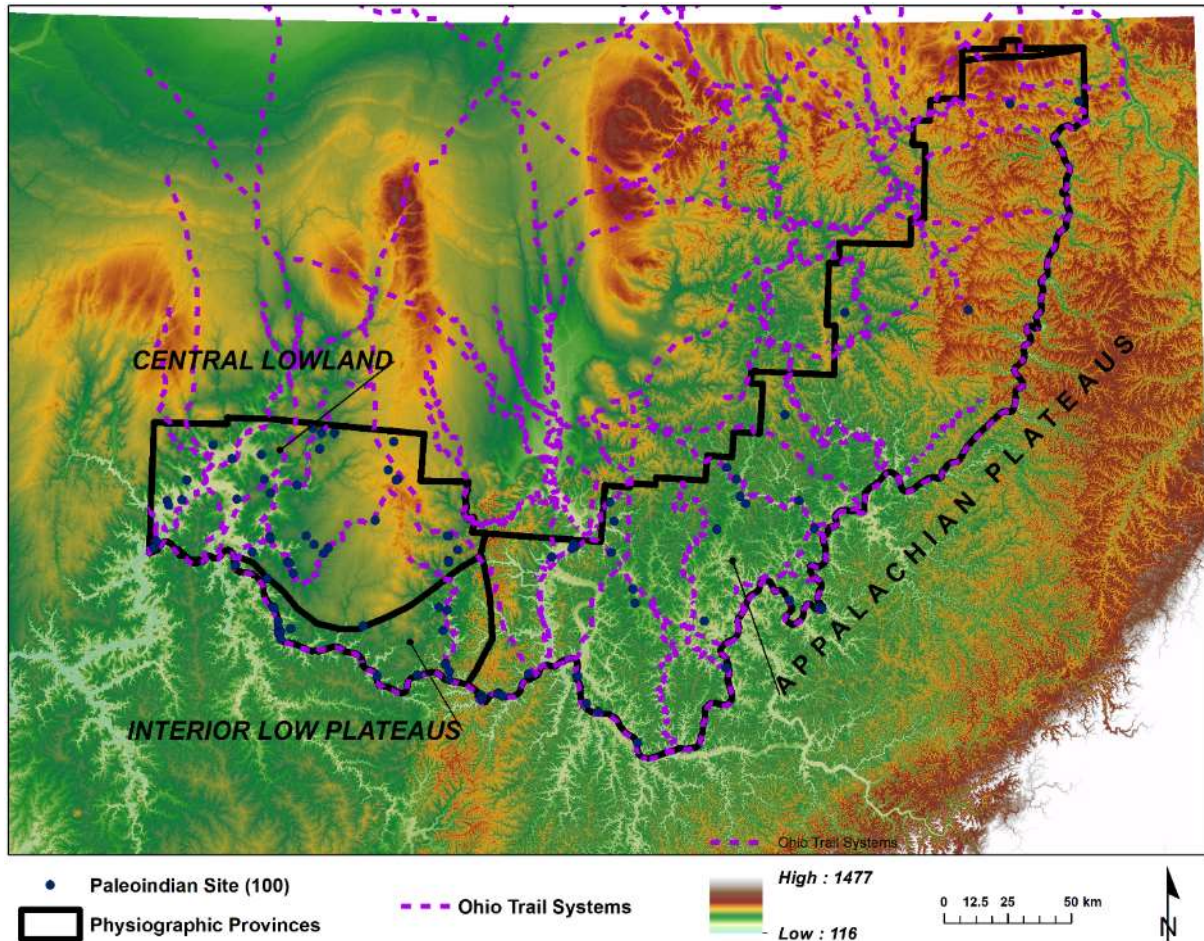 CENTRAL LOWLAND
APPALACHIAN PLATEAUS
INTERIOR LOW PLATEAUS
Ohio Trail Systems
Paleoindian Site (100)
Physiographic Provinces
Ohio Trail Systems
High : 1477
Low : 116
0 12.5 25 50 km
N